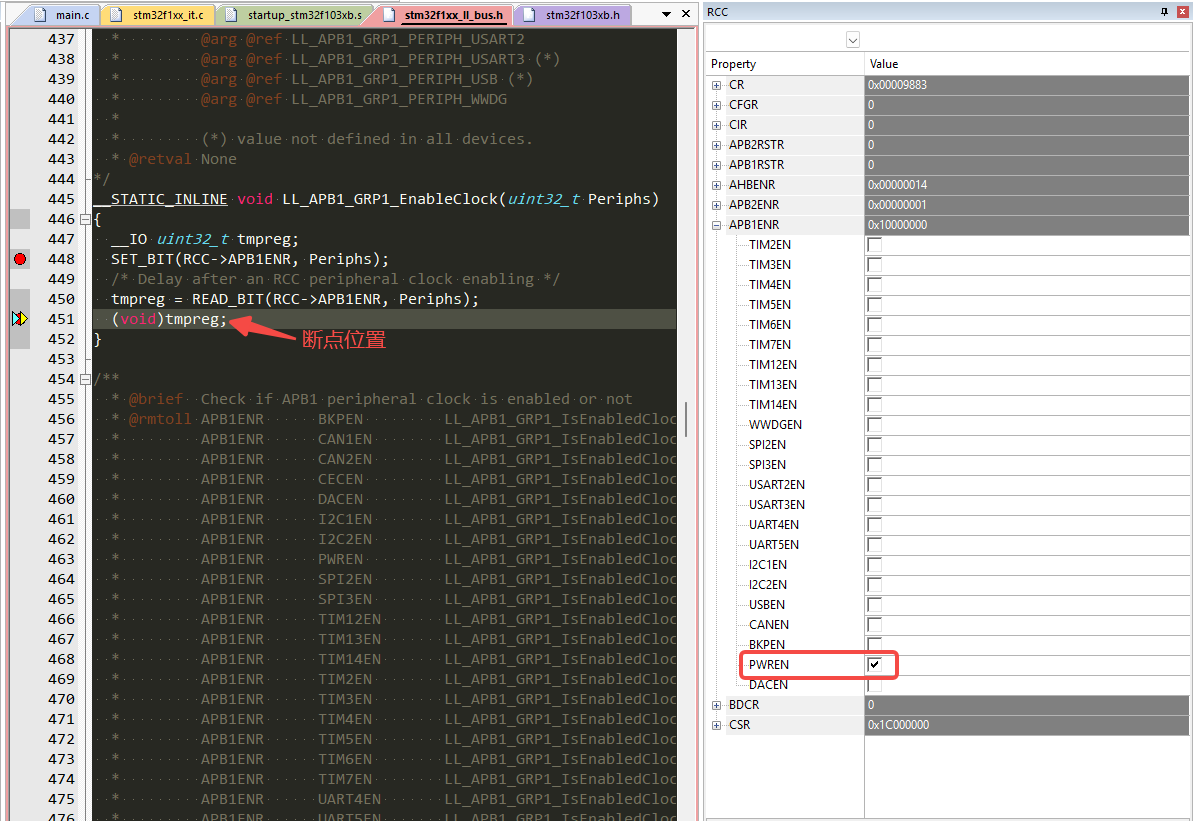 main.c
stm32f1xx_it.c
startup_stm32f103xb.s
stm32f1xx_ll_bus.h
stm32f103xb.h
437 * @arg @ref LL_APB1_GRP1_PERIPH_USART2
438 * @arg @ref LL_APB1_GRP1_PERIPH_USART3 (*)
439 * @arg @ref LL_APB1_GRP1_PERIPH_USB (*)
440 * @arg @ref LL_APB1_GRP1_PERIPH_WWDG
441 *
442 * (*) value not defined in all devices.
443 * @retval None
444 */
445 __STATIC_INLINE void LL_APB1_GRP1_EnableClock(uint32_t Periphs)
446 {
447 __IO uint32_t tmpreg;
448 SET_BIT(RCC->APB1ENR, Periphs);
449 /* Delay after an RCC peripheral clock enabling */
450 tmpreg = READ_BIT(RCC->APB1ENR, Periphs);
451 (void)tmpreg;
断点位置
452 }
453
454 /**
455 * @brief Check if APB1 peripheral clock is enabled or not
456 * @rmtoll APB1ENR BKPEN LL_APB1_GRP1_IsEnabledCloc
457 * APB1ENR CAN1EN LL_APB1_GRP1_IsEnabledCloc
458 * APB1ENR CAN2EN LL_APB1_GRP1_IsEnabledCloc
459 * APB1ENR CECEN LL_APB1_GRP1_IsEnabledCloc
460 * APB1ENR DACEN LL_APB1_GRP1_IsEnabledCloc
461 * APB1ENR I2C1EN LL_APB1_GRP1_IsEnabledCloc
462 * APB1ENR I2C2EN LL_APB1_GRP1_IsEnabledCloc
463 * APB1ENR PWREN LL_APB1_GRP1_IsEnabledCloc
464 * APB1ENR SPI2EN LL_APB1_GRP1_IsEnabledCloc
465 * APB1ENR SPI3EN LL_APB1_GRP1_IsEnabledCloc
466 * APB1ENR TIM12EN LL_APB1_GRP1_IsEnabledCloc
467 * APB1ENR TIM13EN LL_APB1_GRP1_IsEnabledCloc
468 * APB1ENR TIM14EN LL_APB1_GRP1_IsEnabledCloc
469 * APB1ENR TIM2EN LL_APB1_GRP1_IsEnabledCloc
470 * APB1ENR TIM3EN LL_APB1_GRP1_IsEnabledCloc
471 * APB1ENR TIM4EN LL_APB1_GRP1_IsEnabledCloc
472 * APB1ENR TIM5EN LL_APB1_GRP1_IsEnabledCloc
473 * APB1ENR TIM6EN LL_APB1_GRP1_IsEnabledCloc
474 * APB1ENR TIM7EN LL_APB1_GRP1_IsEnabledCloc
475 * APB1ENR UART4EN LL_APB1_GRP1_IsEnabledCloc
476 * APB1ENR UART5EN LL_APB1_GRP1_IsEnabledCloc
RCC
Property Value
CR 0x00009883
CFGR 0
CIR 0
APB2RSTR 0
APB1RSTR 0
AHBENR 0x00000014
APB2ENR 0x00000001
APB1ENR 0x10000000
TIM2EN
TIM3EN
TIM4EN
TIM5EN
TIM6EN
TIM7EN
TIM12EN
TIM13EN
TIM14EN
WWDGEN
SPI2EN
SPI3EN
USART2EN
USART3EN
UART4EN
UART5EN
I2C1EN
I2C2EN
USBEN
CANEN
BKPEN
PWREN
DACEN
BDCR 0
CSR 0x1C000000